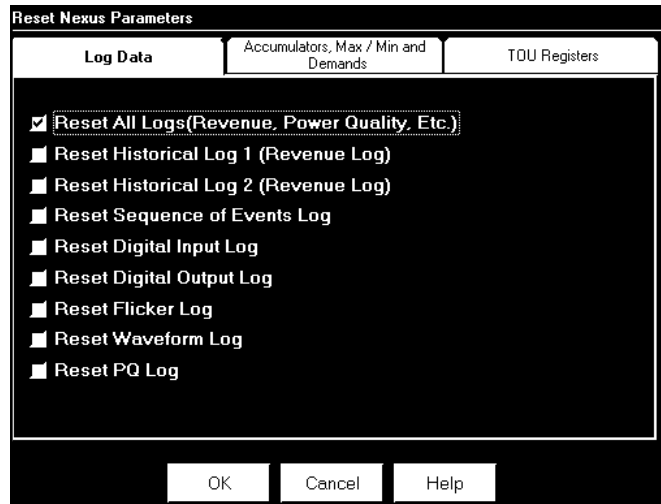 Reset Nexus Parameters
Log Data
Accumulators, Max / Min and
Demands
TOU Registers
Reset All Logs(Revenue, Power Quality, Etc.)
Reset Historical Log 1 (Revenue Log)
Reset Historical Log 2 (Revenue Log)
Reset Sequence of Events Log
Reset Digital Input Log
Reset Digital Output Log
Reset Flicker Log
Reset Waveform Log
Reset PQ Log
OK
Cancel
Help